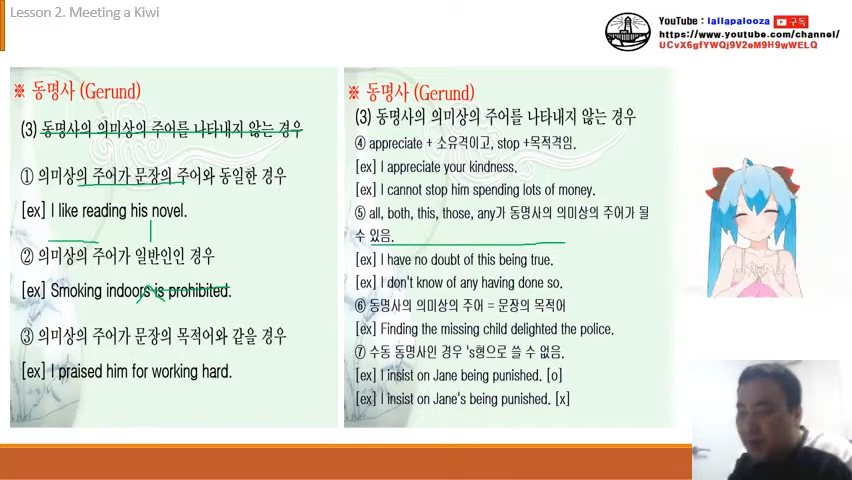 Lesson 2. Meeting a Kiwi
YouTube : lallapalooza 구독
https://www.youtube.com/channel/
UCvX6gfYWQj9V2eM9H9wWELQ
※ 동명사 (Gerund)
(3) 동명사의 의미상의 주어를 나타내지 않는 경우
① 의미상의 주어가 문장의 주어와 동일한 경우
[ex] I like reading his novel.
② 의미상의 주어가 일반인인 경우
[ex] Smoking indoors is prohibited.
③ 의미상의 주어가 문장의 목적어와 같을 경우
[ex] I praised him for working hard.
※ 동명사 (Gerund)
(3) 동명사의 의미상의 주어를 나타내지 않는 경우
④ appreciate + 소유격이고, stop +목적격임.
[ex] I appreciate your kindness.
[ex] I cannot stop him spending lots of money.
⑤ all, both, this, those, any가 동명사의 의미상의 주어가 될
수 있음.
[ex] I have no doubt of this being true.
[ex] I don't know of any having done so.
⑥ 동명사의 의미상의 주어 = 문장의 목적어
[ex] Finding the missing child delighted the police.
⑦ 수동 동명사인 경우 's형으로 쓸 수 없음.
[ex] I insist on Jane being punished. [o]
[ex] I insist on Jane's being punished. [x]